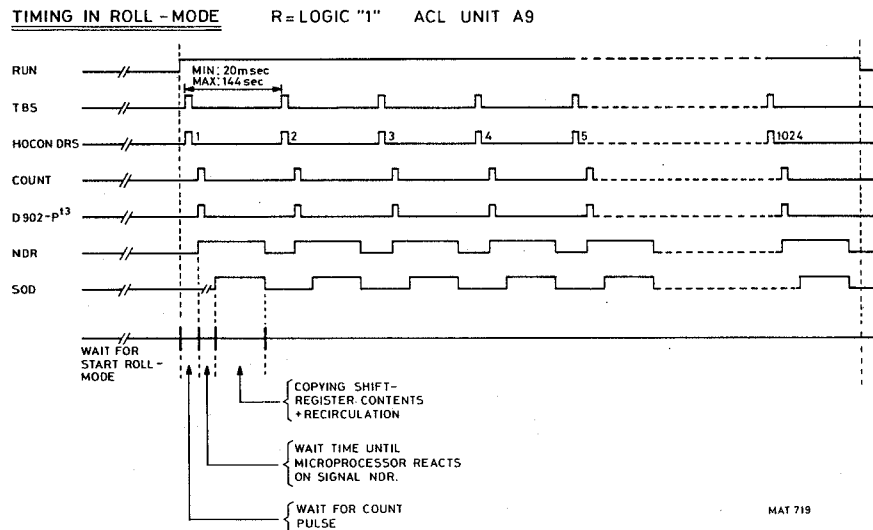 TIMING IN ROLL-MODE R=LOGIC "1" ACL UNIT A9
RUN
MIN: 20msec
MAX: 144sec
TBS
HOCON DRS 1 2 3 4 5 1024
COUNT
D902-P13
NDR
SOD
WAIT FOR
START ROLL-
MODE
COPYING SHIFT-
REGISTER CONTENTS
+RECIRCULATION
WAIT TIME UNTIL
MICROPROCESSOR REACTS
ON SIGNAL NDR.
WAIT FOR COUNT
PULSE
MAT 719